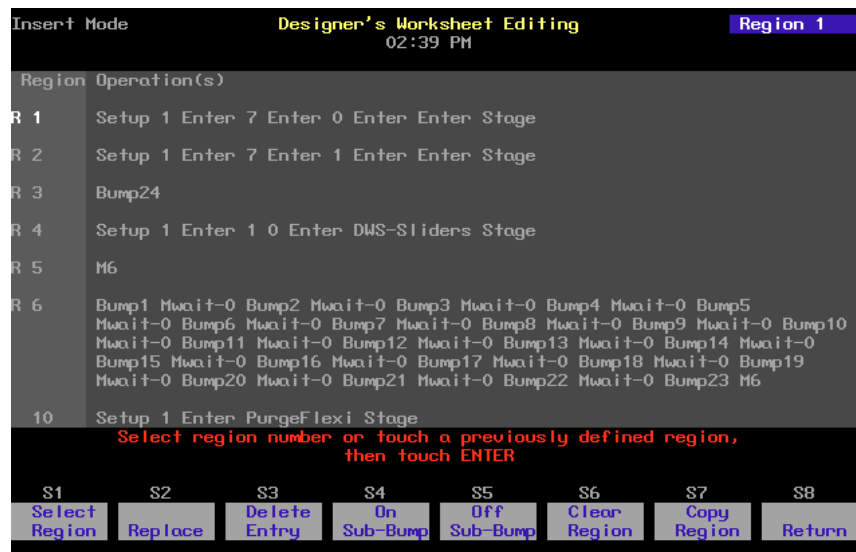 Insert Mode Designer's Worksheet Editing Region 1
02:39 PM
Region Operation(s)
R 1 Setup 1 Enter 7 Enter 0 Enter Enter Stage
R 2 Setup 1 Enter 7 Enter 1 Enter Enter Stage
R 3 Bump24
R 4 Setup 1 Enter 1 0 Enter DWS-Sliders Stage
R 5 M6
R 6 Bump1 Mwait-0 Bump2 Mwait-0 Bump3 Mwait-0 Bump4 Mwait-0 Bump5
Mwait-0 Bump6 Mwait-0 Bump7 Mwait-0 Bump8 Mwait-0 Bump9 Mwait-0 Bump10
Mwait-0 Bump11 Mwait-0 Bump12 Mwait-0 Bump13 Mwait-0 Bump14 Mwait-0
Bump15 Mwait-0 Bump16 Mwait-0 Bump17 Mwait-0 Bump18 Mwait-0 Bump19
Mwait-0 Bump20 Mwait-0 Bump21 Mwait-0 Bump22 Mwait-0 Bump23 M6
10 Setup 1 Enter PurgeFlexi Stage
Select region number or touch a previously defined region,
then touch ENTER
S1 S2 S3 S4 S5 S6 S7 S8
Select Delete On Off Clear Copy
Region Replace Entry Sub-Bump Sub-Bump Region Region Return